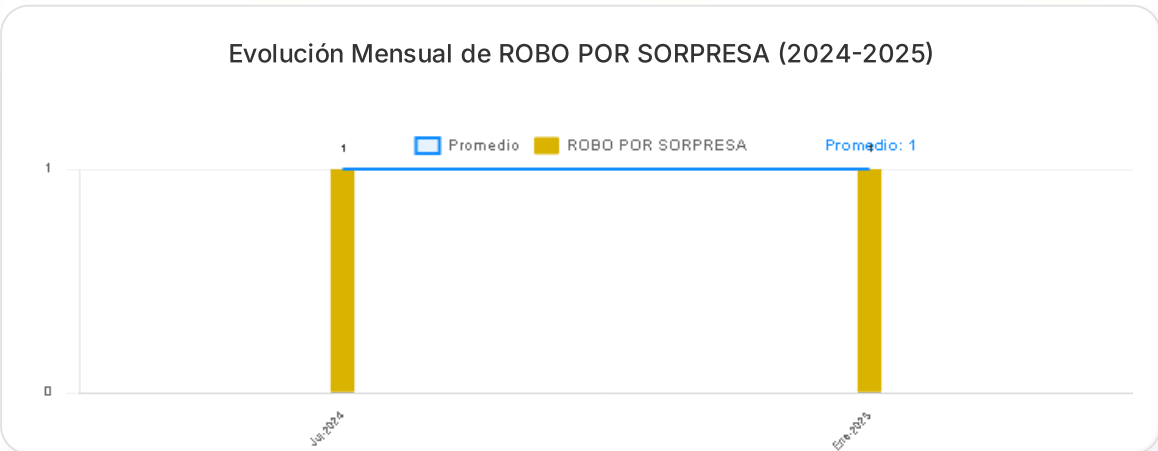 Evolución Mensual de ROBO POR SORPRESA (2024-2025)
Promedio ROBO POR SORPRESA
Promedio: 1
1
1
1
0
Jul-2024
Ene-2025